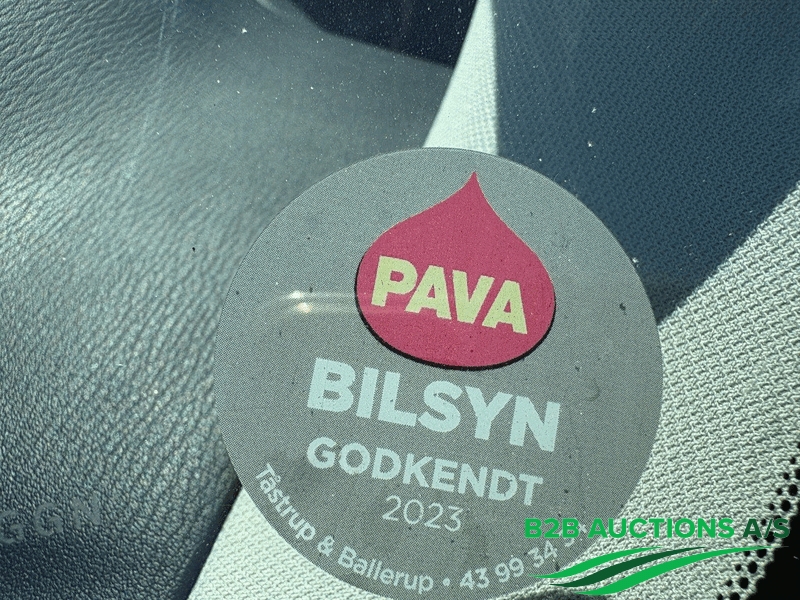 PAVA
BILSYN
GODKENDT
2023
Tåstrup & Ballerup • 43 99 34
B2B AUCTIONS A/S